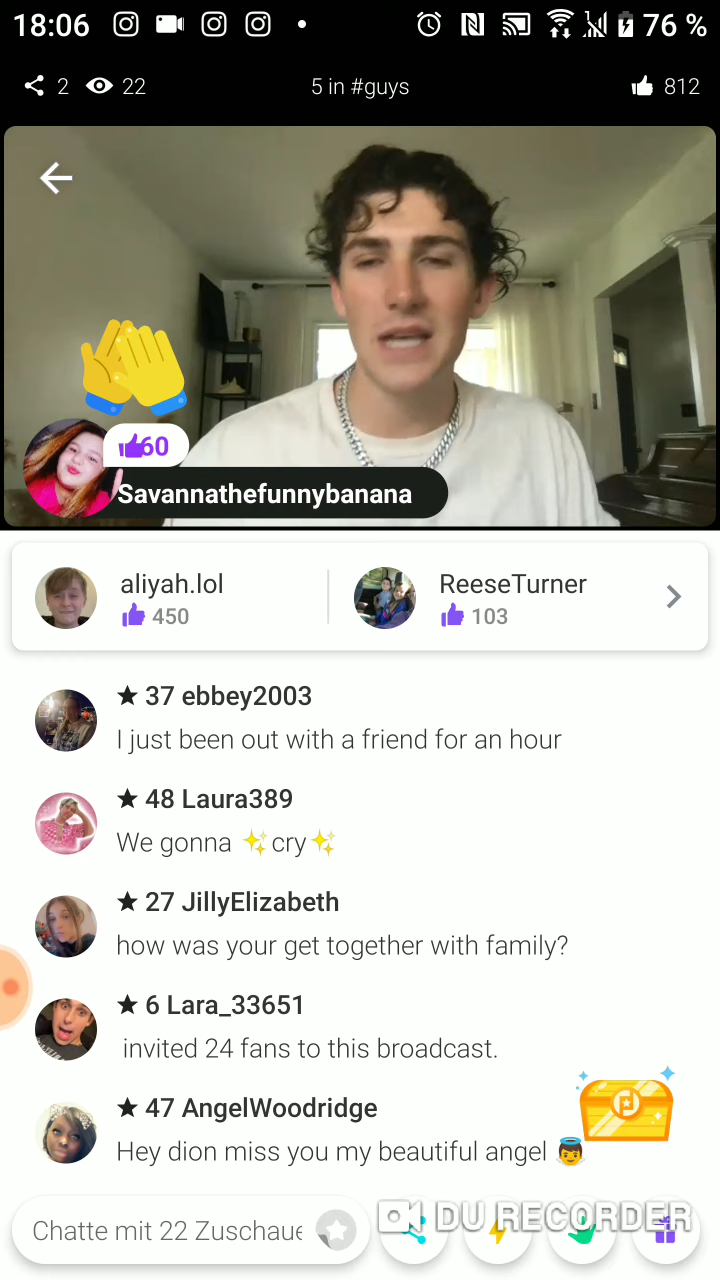 18:06
76 %
2
22
5 in #guys
812
60
Savannathefunnybanana
aliyah.lol
450
ReeseTurner
103
★ 37 ebbey2003
I just been out with a friend for an hour
★ 48 Laura389
We gonna ✨cry✨
★ 27 JillyElizabeth
how was your get together with family?
★ 6 Lara_33651
invited 24 fans to this broadcast.
★ 47 AngelWoodridge
Hey dion miss you my beautiful angel 👼
Chatte mit 22 Zuschaue
DU RECORDER